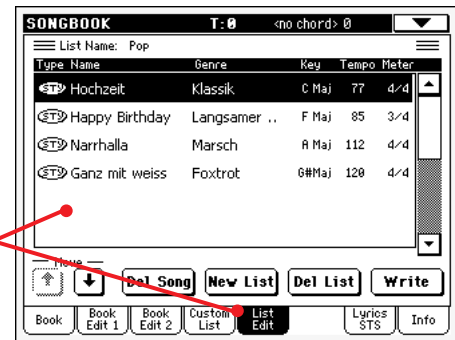 SONGBOOK T:0 <no chord> 0
List Name: Pop
Type Name Genre Key Tempo Meter
STY Hochzeit Klassik C Maj 77 4/4
STY Happy Birthday Langsamer .. F Maj 85 3/4
STY Narrhalla Marsch A Maj 112 4/4
STY Ganz mit weiss Foxtrot G#Maj 120 4/4
Move
Del Song New List Del List Write
Book Book Edit 1 Book Edit 2 Custom List List Edit Lyrics STS Info